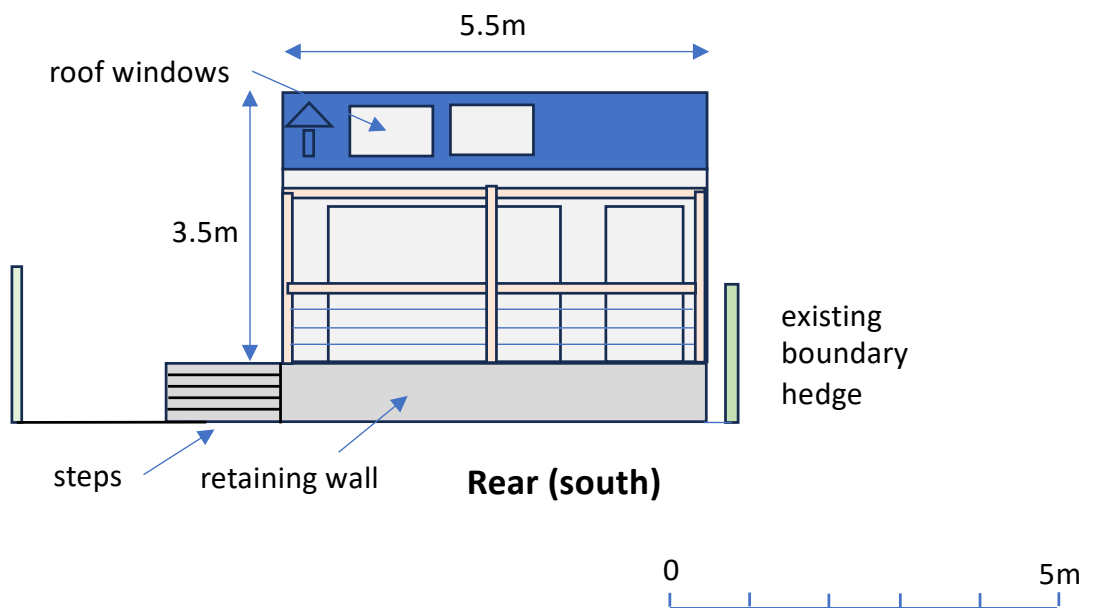 5.5m
roof windows
3.5m
existing
boundary
hedge
steps
retaining wall
Rear (south)
0
5m